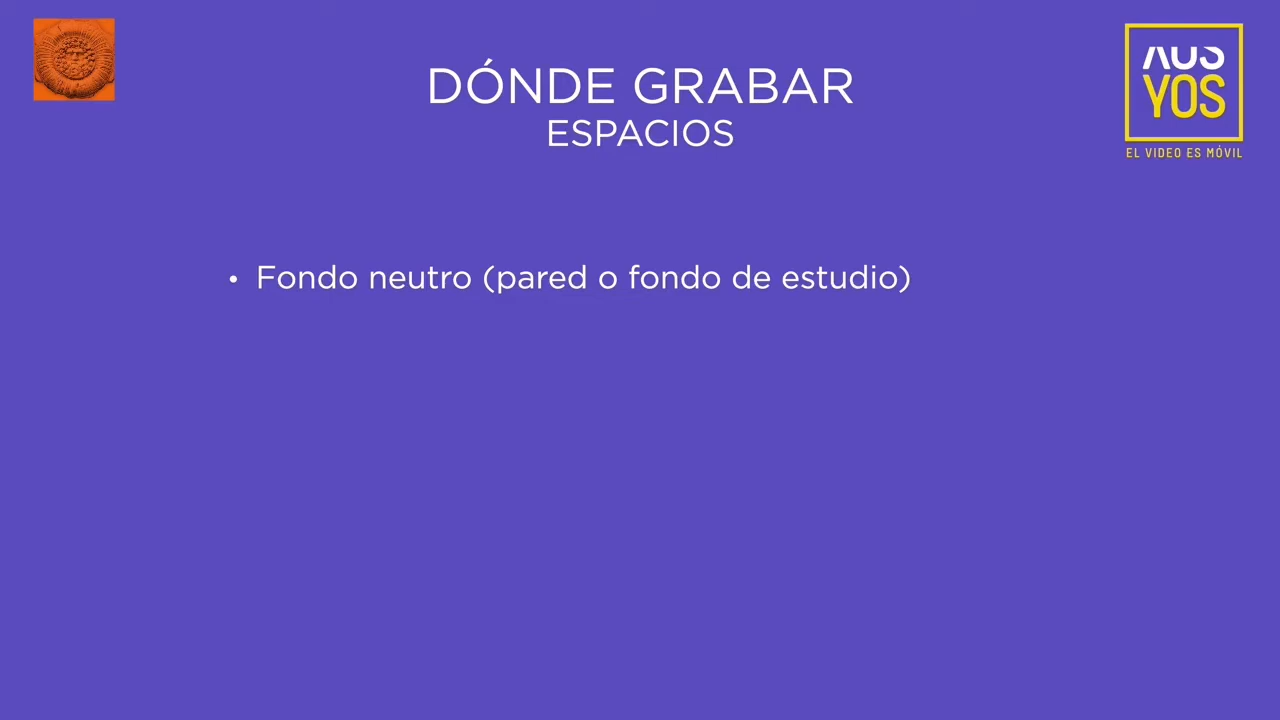 DÓNDE GRABAR
ESPACIOS
YOS
EL VIDEO ES MÓVIL
• Fondo neutro (pared o fondo de estudio)